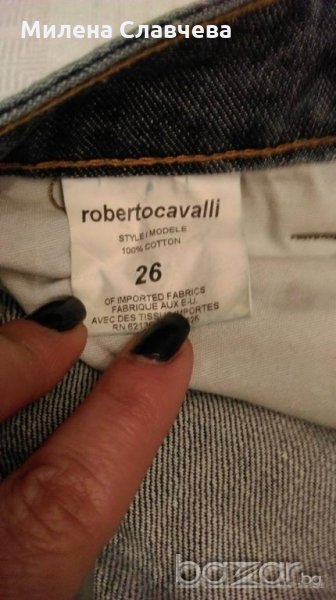 Милена Славчева
robertocavalli
STYLE/MODELE
100% COTTON
26
OF IMPORTED FABRICS
FABRIQUE AUX E-U.
AVEC DES TISSUS IMPORTES
RN
bazar.bg